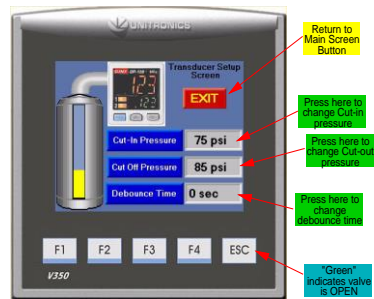 UNITRONICS
Transducer Setup
Screen
123
EXIT
Cut-In Pressure 75 psi
Cut Off Pressure 85 psi
Debounce Time 0 sec
F1 F2 F3 F4 ESC
V350
Return to
Main Screen
Button
Press here to
change Cut-in
pressure
Press here to
change Cut-out
pressure
Press here to
change
debounce time
"Green"
indicates valve
is OPEN